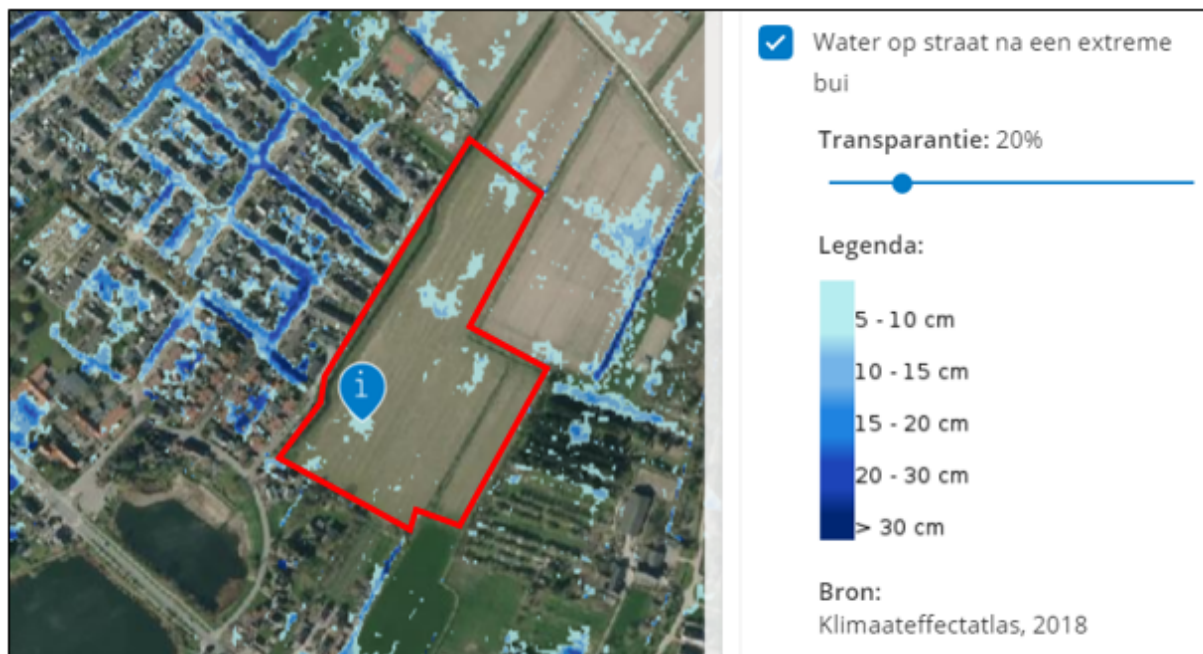 Water op straat na een extreme
bui
Transparantie: 20%
Legenda:
5 - 10 cm
10 - 15 cm
15 - 20 cm
20 - 30 cm
> 30 cm
Bron:
Klimaateffectatlas, 2018
i